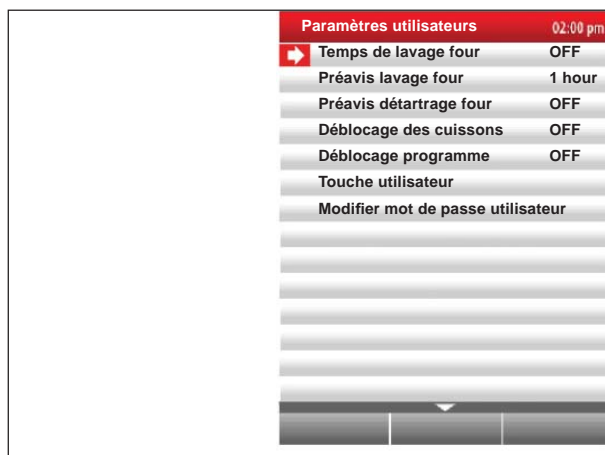 Paramètres utilisateurs 02:00 pm
Temps de lavage four OFF
Préavis lavage four 1 hour
Préavis détartrage four OFF
Déblocage des cuissons OFF
Déblocage programme OFF
Touche utilisateur
Modifier mot de passe utilisateur